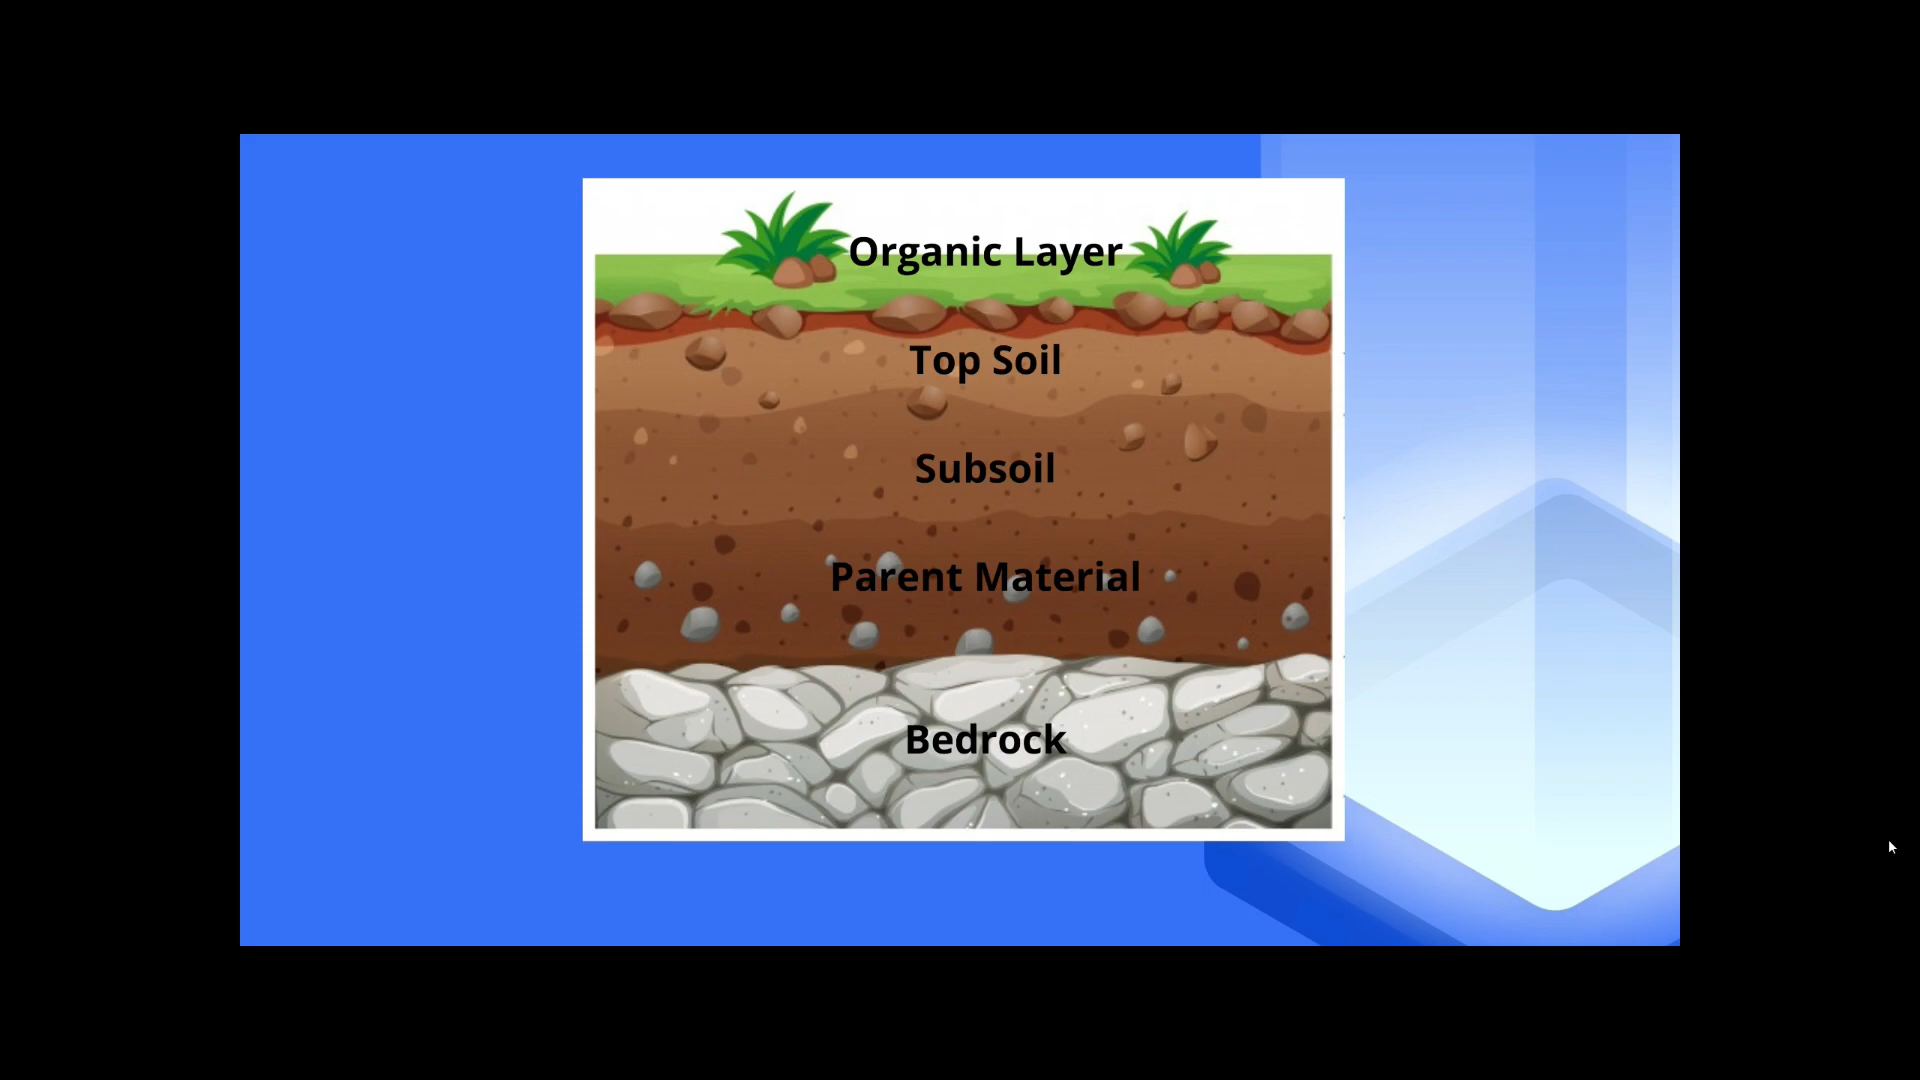 Organic Layer
Top Soil
Subsoil
Parent Material
Bedrock